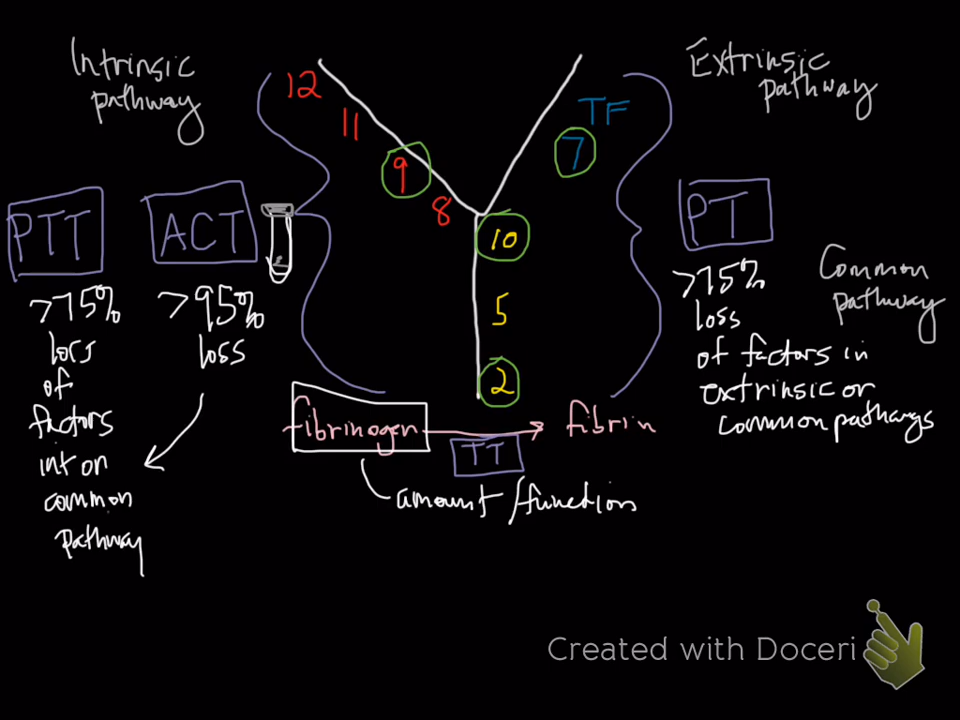 Intrinsic
pathway
12
11
9
8
TF
7
10
5
2
Extrinsic
pathway
PTT
ACT
PT
>75%
loss
of
factors
int on
common
pathway
>95%
loss
>75%
loss
of factors in
extrinsic or
common pathways
Common
pathway
fibrinogen
fibrin
TT
amount/function
Created with Doceri